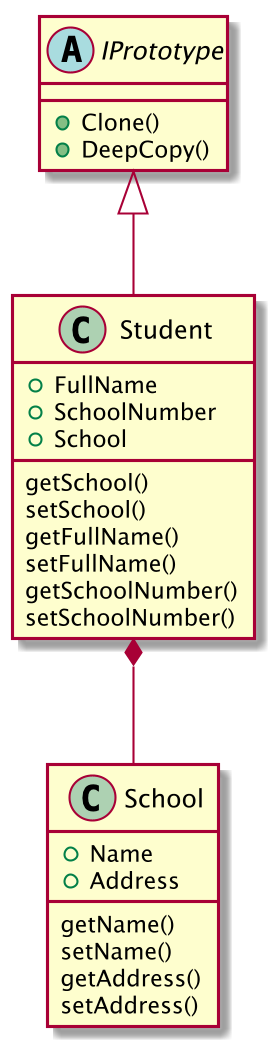 A IPrototype
Clone()
DeepCopy()
C Student
FullName
SchoolNumber
School
getSchool()
setSchool()
getFullName()
setFullName()
getSchoolNumber()
setSchoolNumber()
C School
Name
Address
getName()
setName()
getAddress()
setAddress()